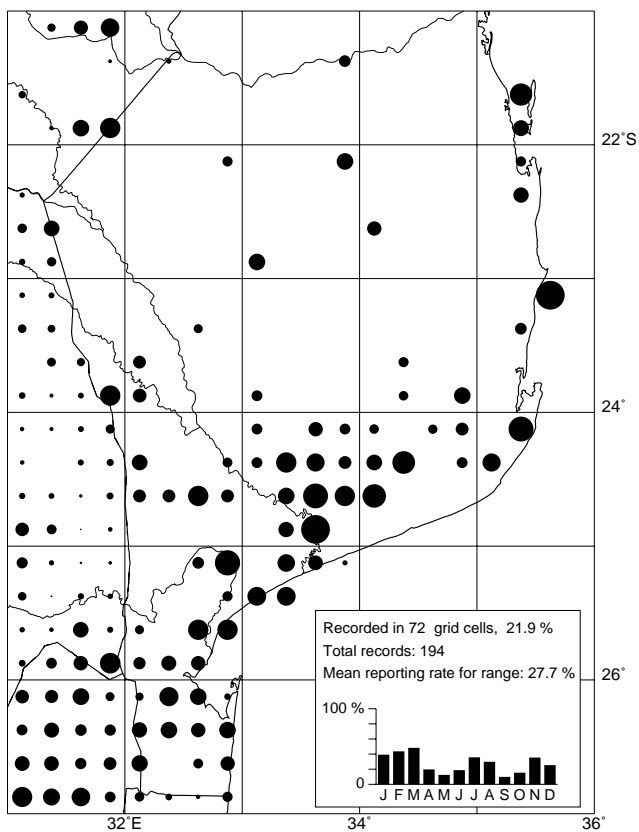 22˚S
24˚
Recorded in 72 grid cells, 21.9 %
Total records: 194
Mean reporting rate for range: 27.7 %
26˚
100 %
0
J F M A M J J A S O N D
32˚E
34˚
36˚